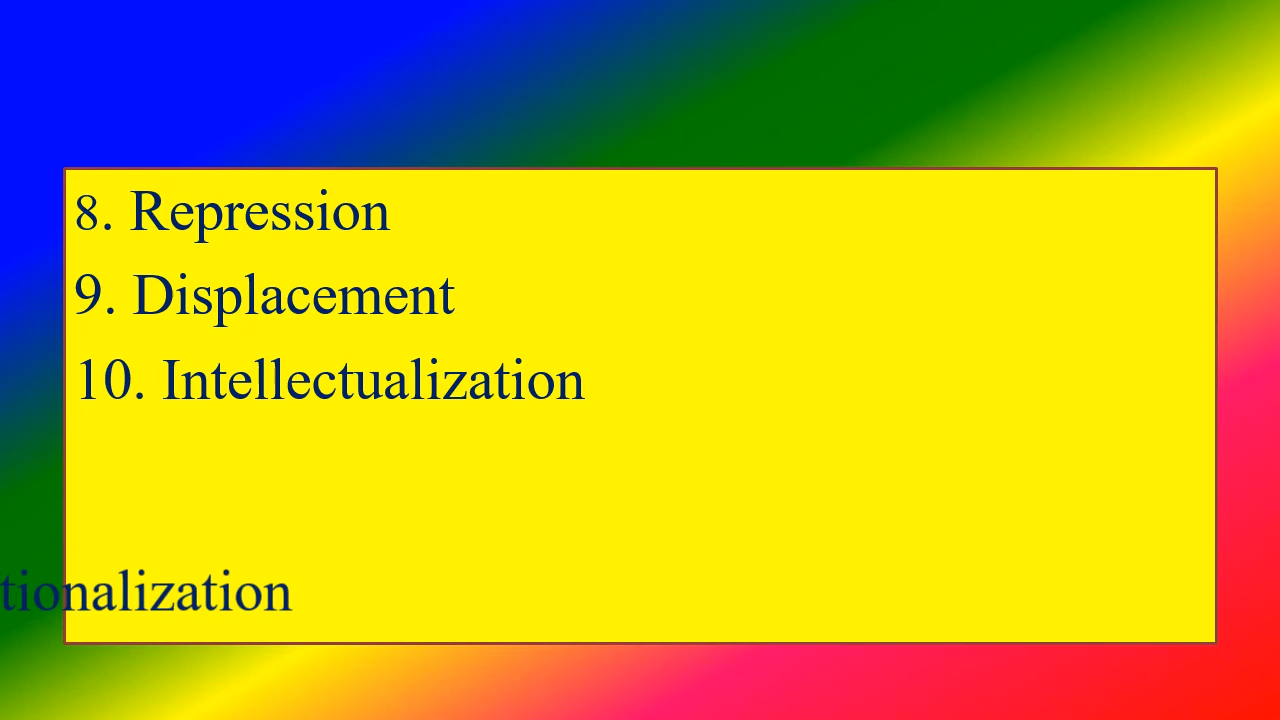 8. Repression
9. Displacement
10. Intellectualization
tionalization